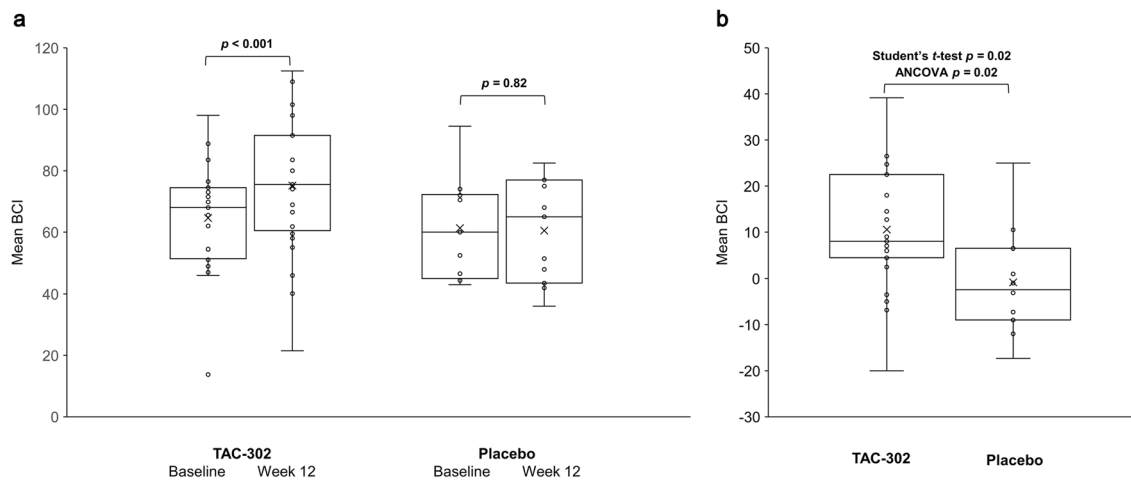 a
p < 0.001
p = 0.82
Mean BCI
120
100
80
60
40
20
0
TAC-302
Placebo
Baseline
Week 12
Baseline
Week 12
b
Student's t-test p = 0.02
ANCOVA p = 0.02
Mean BCI
50
40
30
20
10
0
-10
-20
-30
TAC-302
Placebo